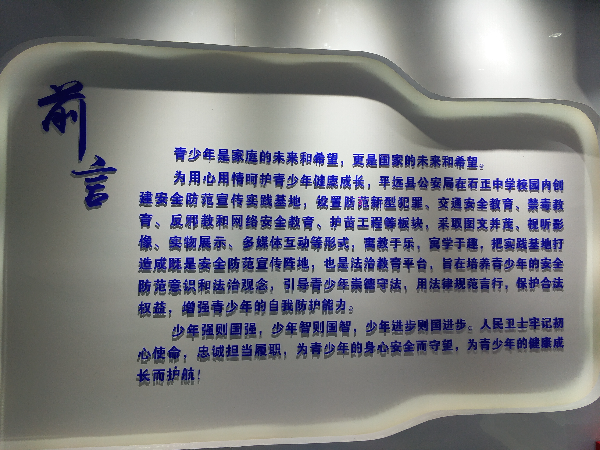 前言
青少年是家庭的未来和希望，更是国家的未来和希望。
为用心用情呵护青少年健康成长，平远县公安局在石正中学校园内创
建安全防范宣传实践基地，设置防范新型犯罪、交通安全教育、禁毒教
育、反邪教和网络安全教育、护苗工程等板块，采取图文并茂、视听影
像、实物展示、多媒体互动等形式，寓教于乐，寓学于趣，把实践基地打
造成既是安全防范宣传阵地，也是法治教育平台，旨在培养青少年的安全
防范意识和法治观念，引导青少年崇德守法，用法律规范言行，保护合法
权益，增强青少年的自我防护能力。
少年强则国强，少年智则国智，少年进步则国进步。人民卫士牢记初
心使命，忠诚担当履职，为青少年的身心安全而守望，为青少年的健康成
长而护航！